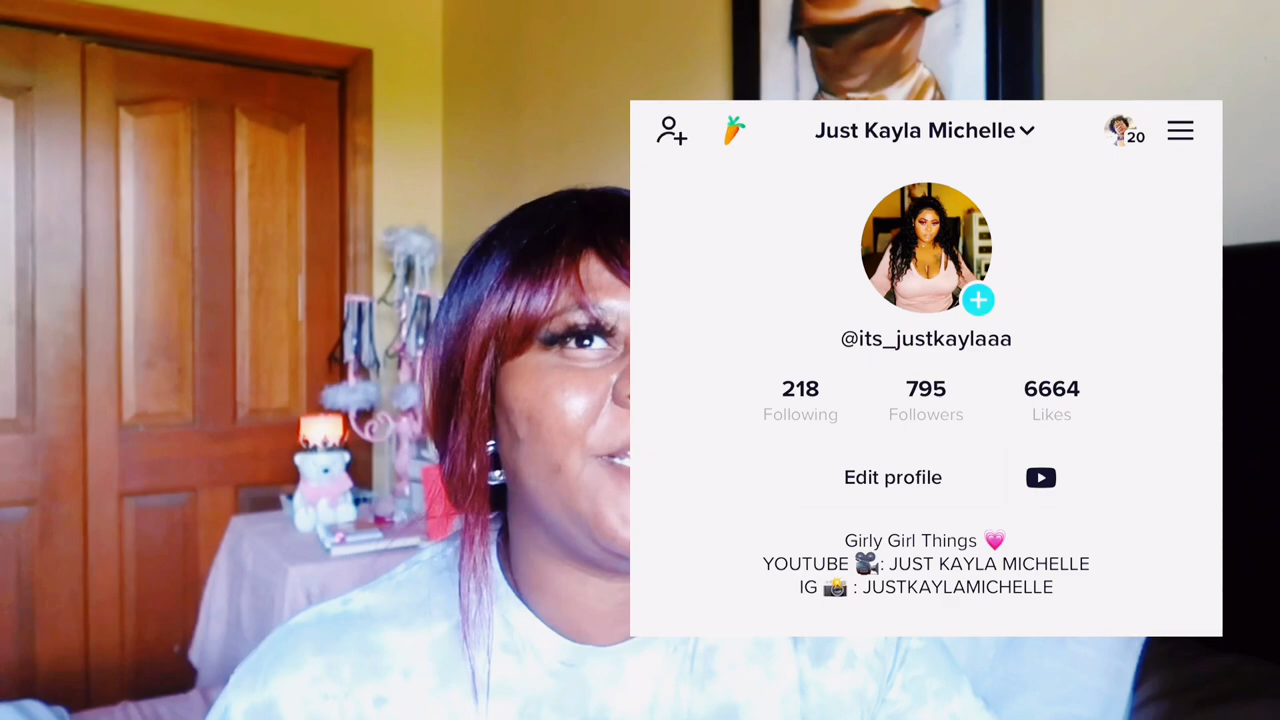 Just Kayla Michelle
20
@its_justkaylaaa
218 795 6664
Following Followers Likes
Edit profile
Girly Girl Things 💗
YOUTUBE 🎥: JUST KAYLA MICHELLE
IG 📸 : JUSTKAYLAMICHELLE